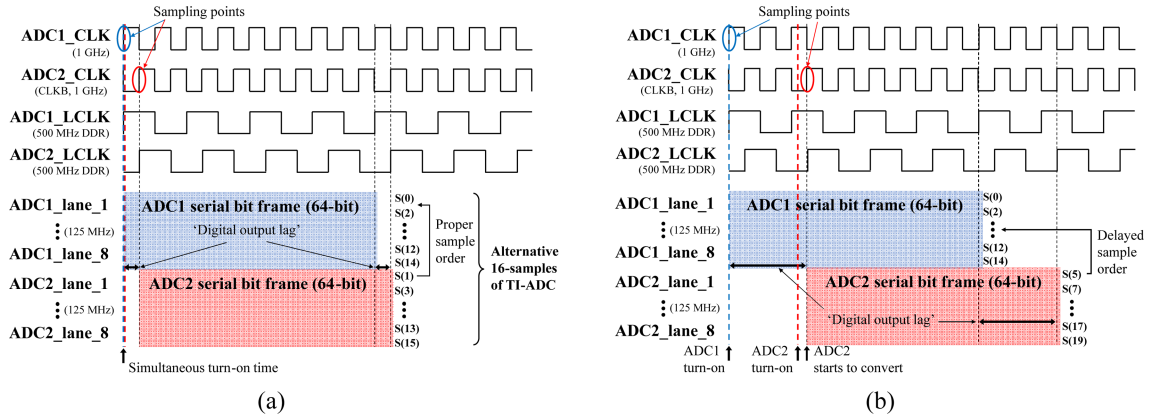 Sampling points
ADC1_CLK
(1 GHz)
ADC2_CLK
(CLKB, 1 GHz)
ADC1_LCLK
(500 MHz DDR)
ADC2_LCLK
(500 MHz DDR)
ADC1_lane_1
(125 MHz)
ADC1_lane_8
ADC2_lane_1
(125 MHz)
ADC2_lane_8
ADC1 serial bit frame (64-bit)
'Digital output lag'
ADC2 serial bit frame (64-bit)
S(0)
S(2)
S(12)
S(14)
S(1)
S(3)
S(13)
S(15)
Proper
sample
order
Alternative
16-samples
of TI-ADC
Simultaneous turn-on time
(a)
Sampling points
ADC1_CLK
(1 GHz)
ADC2_CLK
(CLKB, 1 GHz)
ADC1_LCLK
(500 MHz DDR)
ADC2_LCLK
(500 MHz DDR)
ADC1_lane_1
(125 MHz)
ADC1_lane_8
ADC2_lane_1
(125 MHz)
ADC2_lane_8
ADC1 serial bit frame (64-bit)
ADC2 serial bit frame (64-bit)
'Digital output lag'
S(0)
S(2)
S(12)
S(14)
S(5)
S(7)
S(17)
S(19)
Delayed
sample
order
ADC1
turn-on
ADC2
turn-on
ADC2
starts to convert
(b)